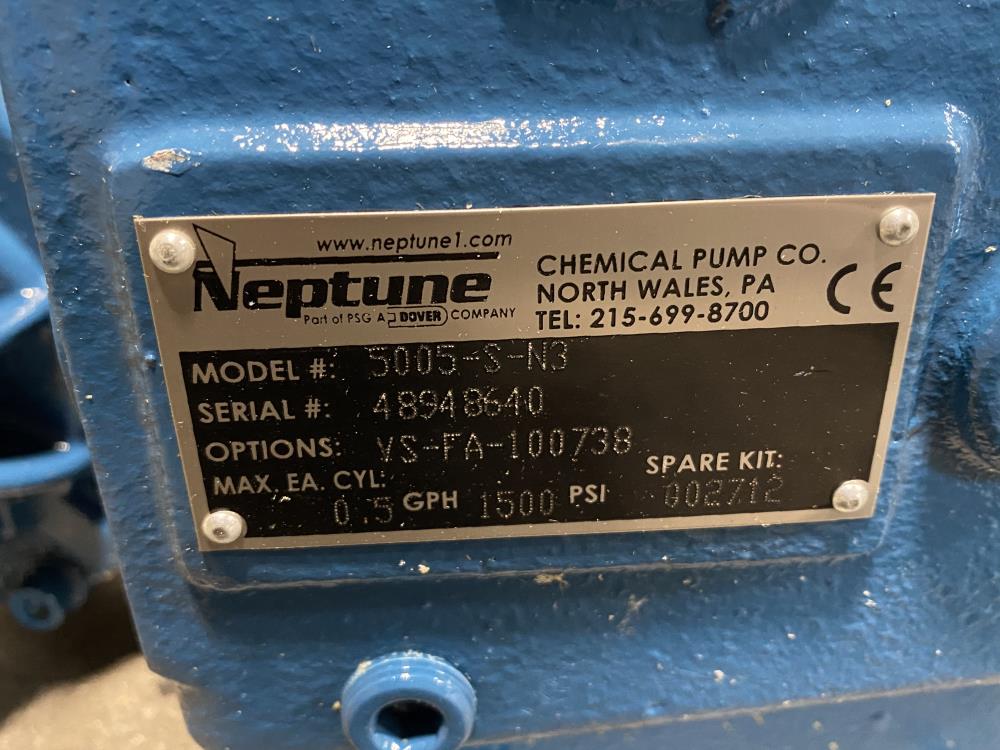 www.neptune1.com
Neptune
Part of PSG A DOVER COMPANY
CHEMICAL PUMP CO.
NORTH WALES, PA
TEL: 215-699-8700
CE
MODEL #: 5005-S-N3
SERIAL #: 48948640
OPTIONS: VS-FA-100738
MAX. EA. CYL:
0.5 GPH 1500 PSI
SPARE KIT:
002712